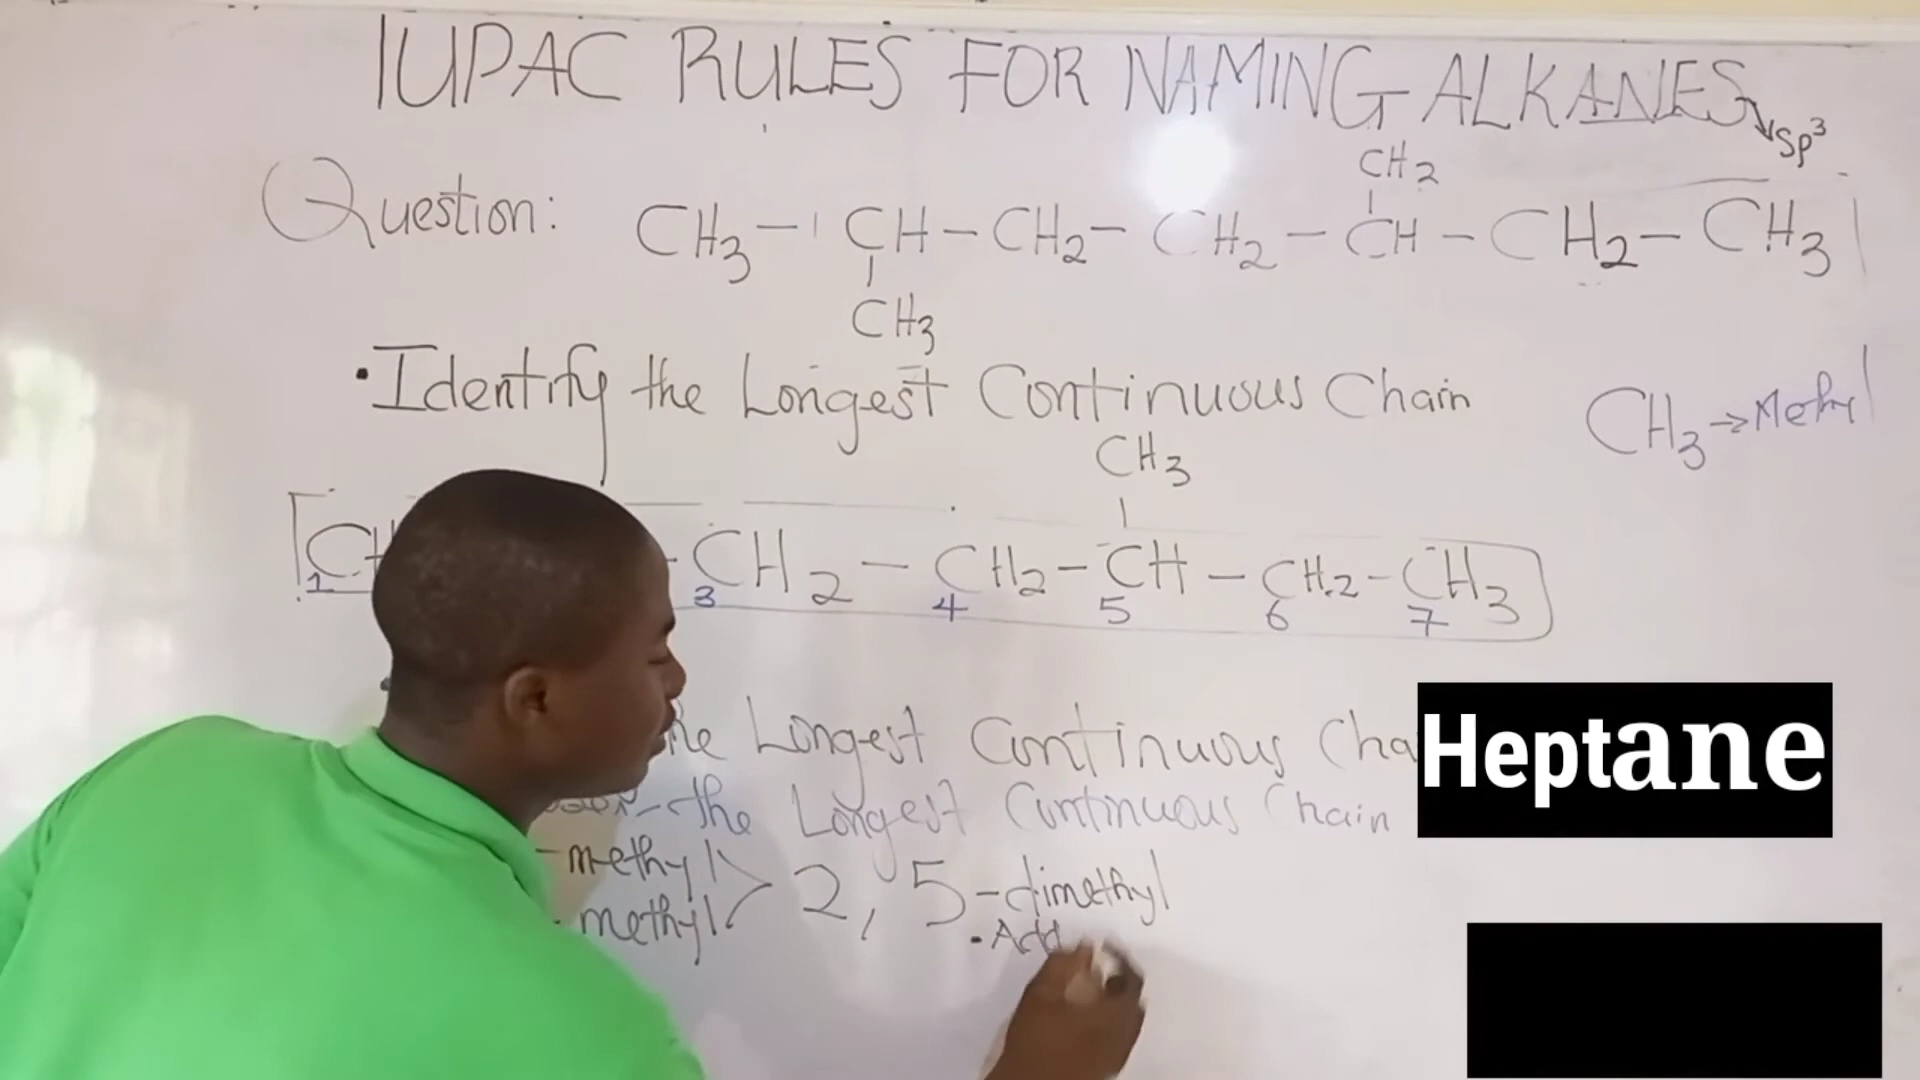 IUPAC RULES FOR NAMING ALKANES
Sp³
CH₂
Question: CH₃ – CH – CH₂ – CH₂ – CH – CH₂ – CH₃
CH₃
• Identify the Longest Continuous Chain
CH₃ → Methyl
CH₃
CH₂ – CH₂ – CH – CH₂ – CH₃
1 3 4 5 6 7
Longest Continuous
Heptane
the Longest Continuous Chain
-methyl
2, 5 - dimethyl
- methyl
• Add